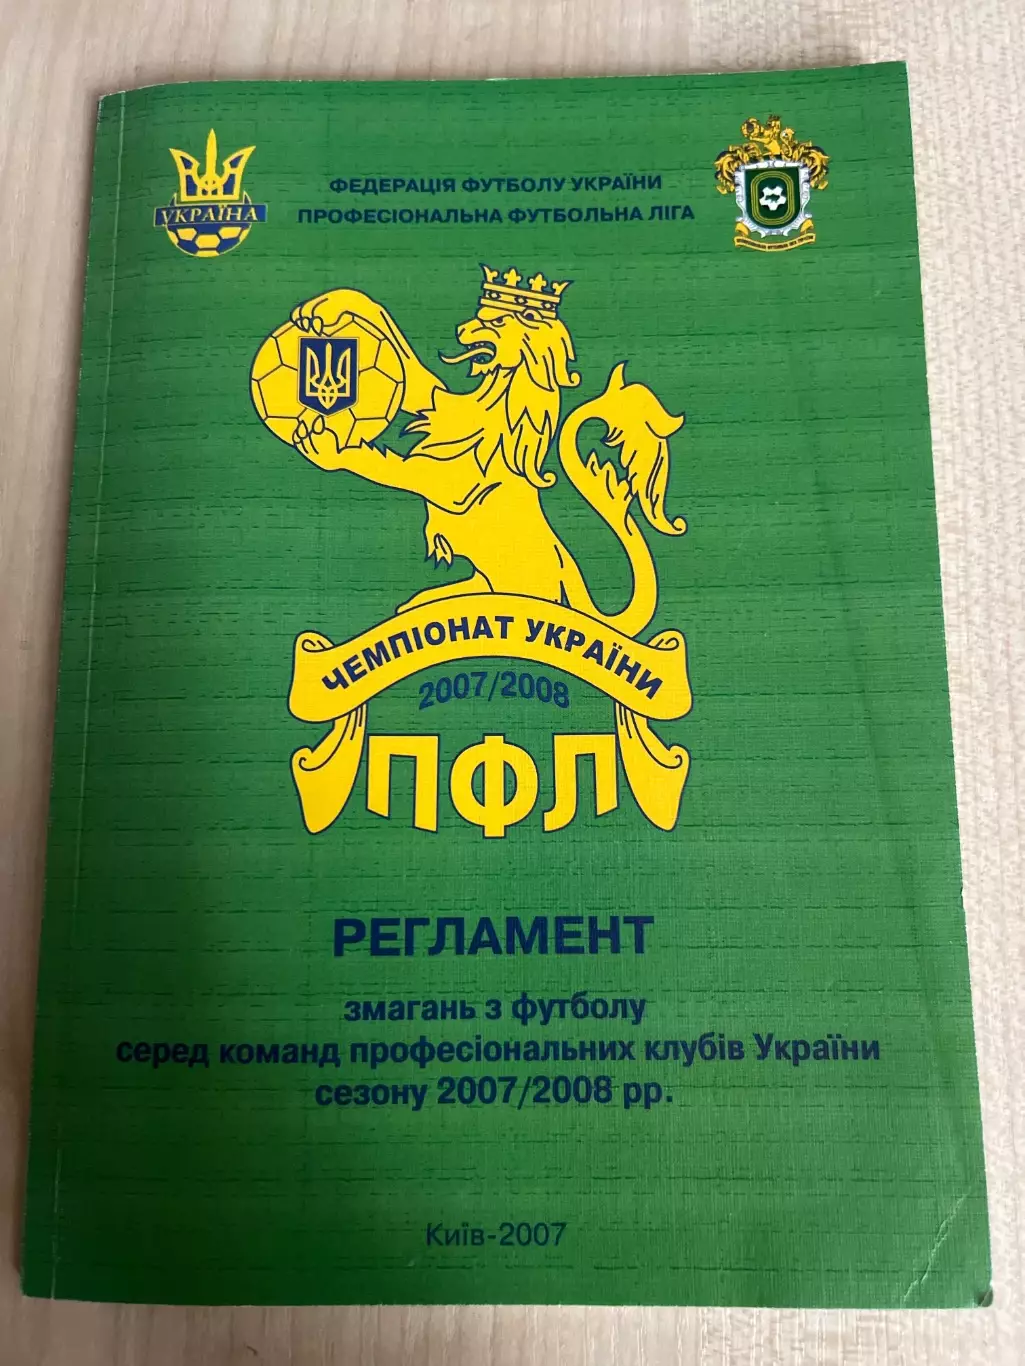 УКРАЇНА
ФЕДЕРАЦІЯ ФУТБОЛУ УКРАЇНИ
ПРОФЕСІОНАЛЬНА ФУТБОЛЬНА ЛІГА
ЧЕМПІОНАТ УКРАЇНИ
2007/2008
ПФЛ
РЕГЛАМЕНТ
змагань з футболу
серед команд професіональних клубів України
сезону 2007/2008 рр.
Київ-2007